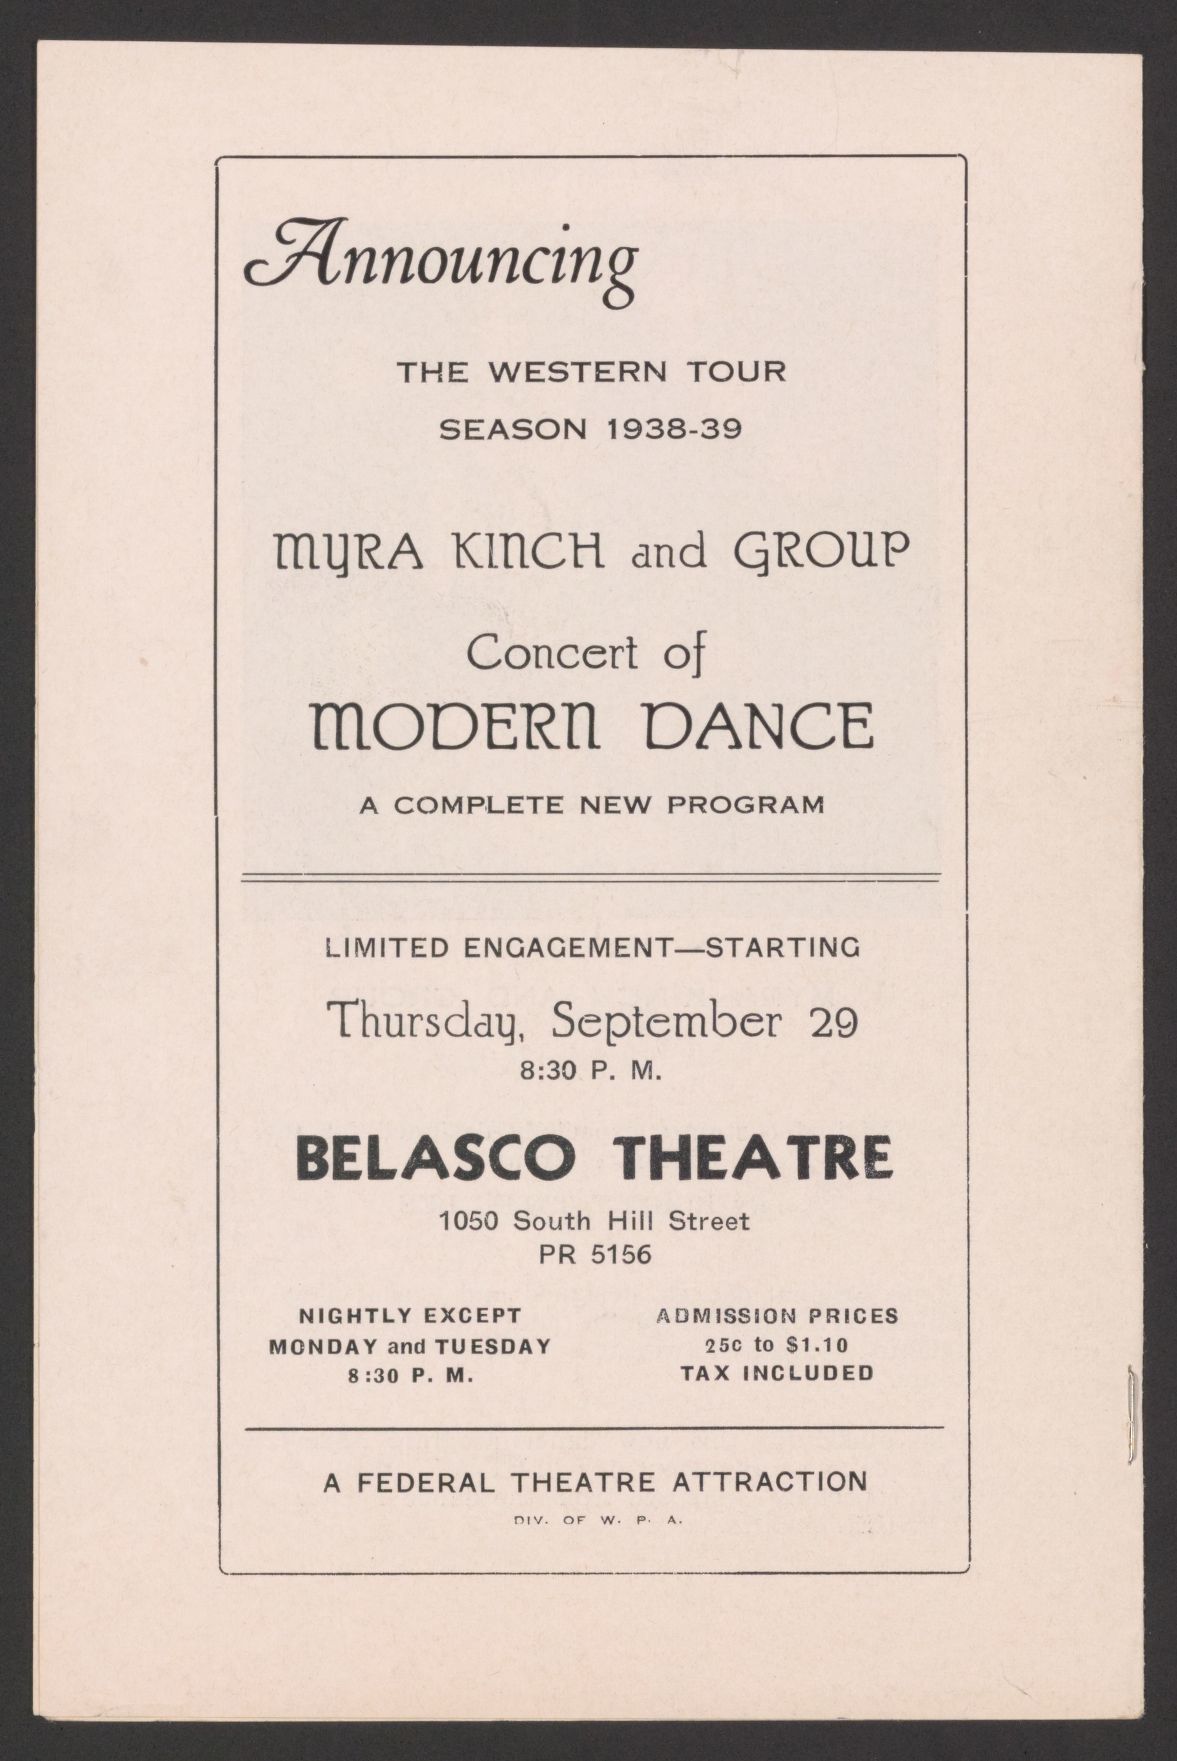 Announcing
THE WESTERN TOUR
SEASON 1938-39
MYRA KINCH and GROUP
Concert of
MODERN DANCE
A COMPLETE NEW PROGRAM
LIMITED ENGAGEMENT—STARTING
Thursday, September 29
8:30 P. M.
BELASCO THEATRE
1050 South Hill Street
PR 5156
NIGHTLY EXCEPT
MONDAY and TUESDAY
8:30 P. M.
ADMISSION PRICES
25c to $1.10
TAX INCLUDED
A FEDERAL THEATRE ATTRACTION
DIV. OF W. P. A.